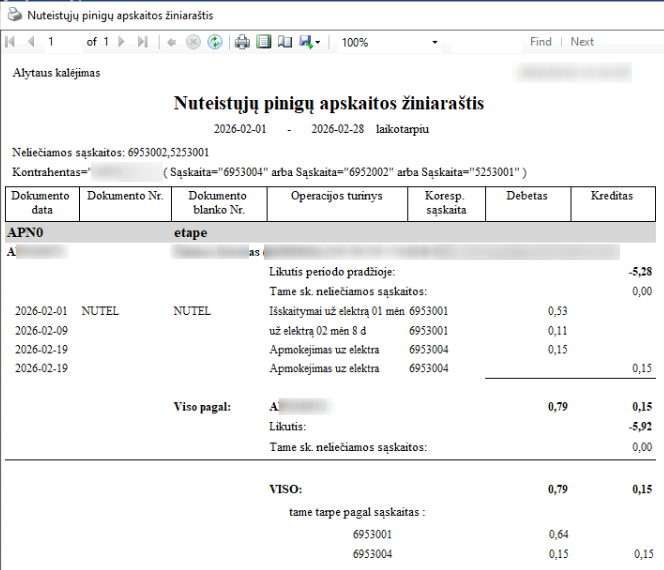 Nuteistųjų pinigų apskaitos žiniaraštis
1 of 1 100% Find | Next
Alytaus kalėjimas
Nuteistųjų pinigų apskaitos žiniaraštis
2026-02-01 - 2026-02-28 laikotarpiu
Neliečiamos sąskaitos: 6953002,5253001
Kontrahentas=" ( Sąskaita="6953004" arba Sąskaita="6952002" arba Sąskaita="5253001" )
Dokumento data Dokumento Nr. Dokumento blanko Nr. Operacijos turinys Koresp. sąskaita Debetas Kreditas
APN0 etape
Likutis periodo pradžioje: -5,28
Tame sk. neliečiamos sąskaitos: 0,00
2026-02-01 NUTEL NUTEL Išskaitymai už elektrą 01 mėn 6953001 0,53
2026-02-09 už elektrą 02 mėn 8 d 6953001 0,11
2026-02-19 Apmokejimas uz elektra 6953004 0,15
2026-02-19 Apmokejimas uz elektra 6953004 0,15
Viso pagal: 0,79 0,15
Likutis: -5,92
Tame sk. neliečiamos sąskaitos: 0,00
VISO: 0,79 0,15
tame tarpe pagal sąskaitas :
6953001 0,64
6953004 0,15 0,15